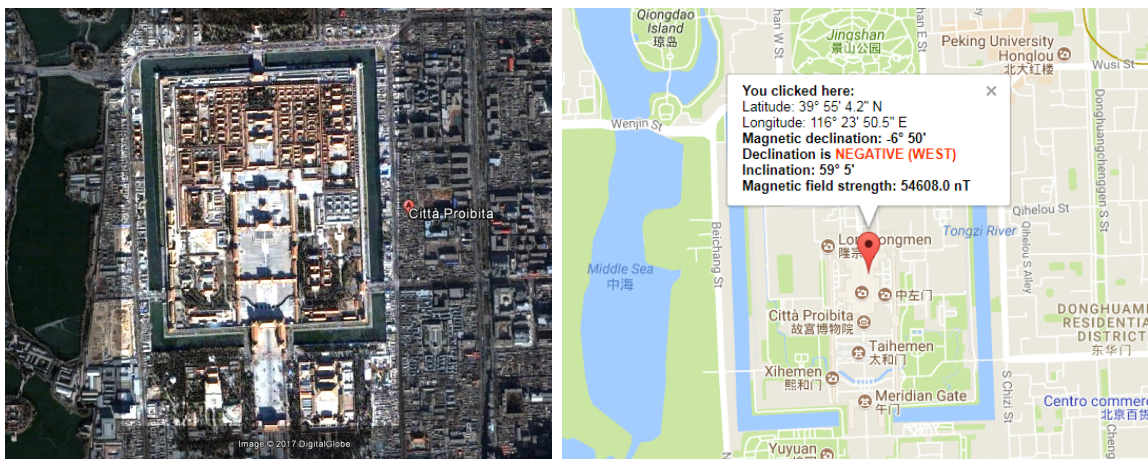 Città Proibita
Image © 2017 DigitalGlobe
Qiongdao
Island
琼岛
Jingshan
景山公园
Peking University
Honglou
北大红楼
Wusi St
Wenjin St
You clicked here:
Latitude: 39° 55' 4.2" N
Longitude: 116° 23' 50.5" E
Magnetic declination: -6° 50'
Declination is NEGATIVE (WEST)
Inclination: 59° 5'
Magnetic field strength: 54608.0 nT
Donghuangchenggen S St
Beichang St
Qihelou St
Qihelou S Alley
Tongzi River
Middle Sea
中海
中左门
Città Proibita
故宫博物院
DONGHUAME
RESIDENTIA
DISTRICT
东华门
Taihemen
太和门
Xihemen
熙和门
Meridian Gate
午门
S Chizi St
Centro commerc
北京百货
Yuyuan